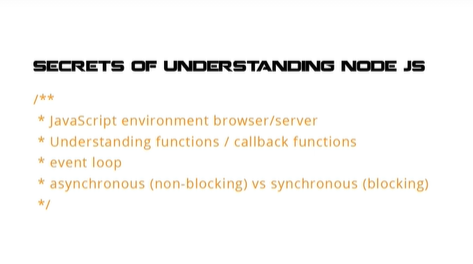 SECRETS OF UNDERSTANDING NODE JS
/**
* JavaScript environment browser/server
* Understanding functions / callback functions
* event loop
* asynchronous (non-blocking) vs synchronous (blocking)
*/